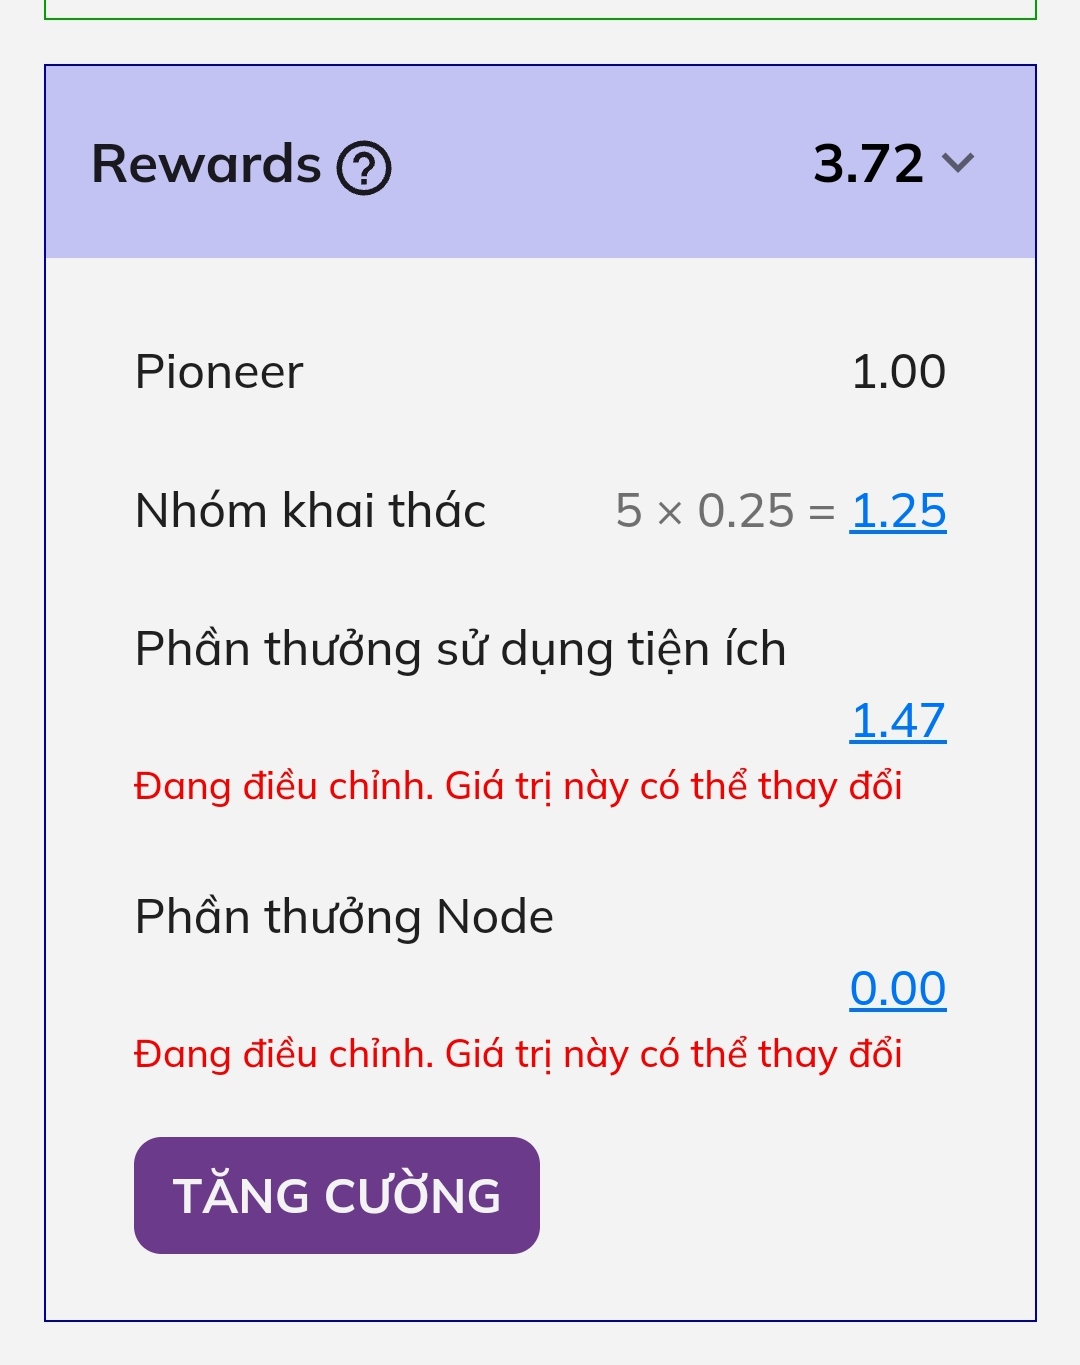 Rewards ? 3.72
Pioneer 1.00
Nhóm khai thác 5 × 0.25 = 1.25
Phần thưởng sử dụng tiện ích
1.47
Đang điều chỉnh. Giá trị này có thể thay đổi
Phần thưởng Node
0.00
Đang điều chỉnh. Giá trị này có thể thay đổi
TĂNG CƯỜNG